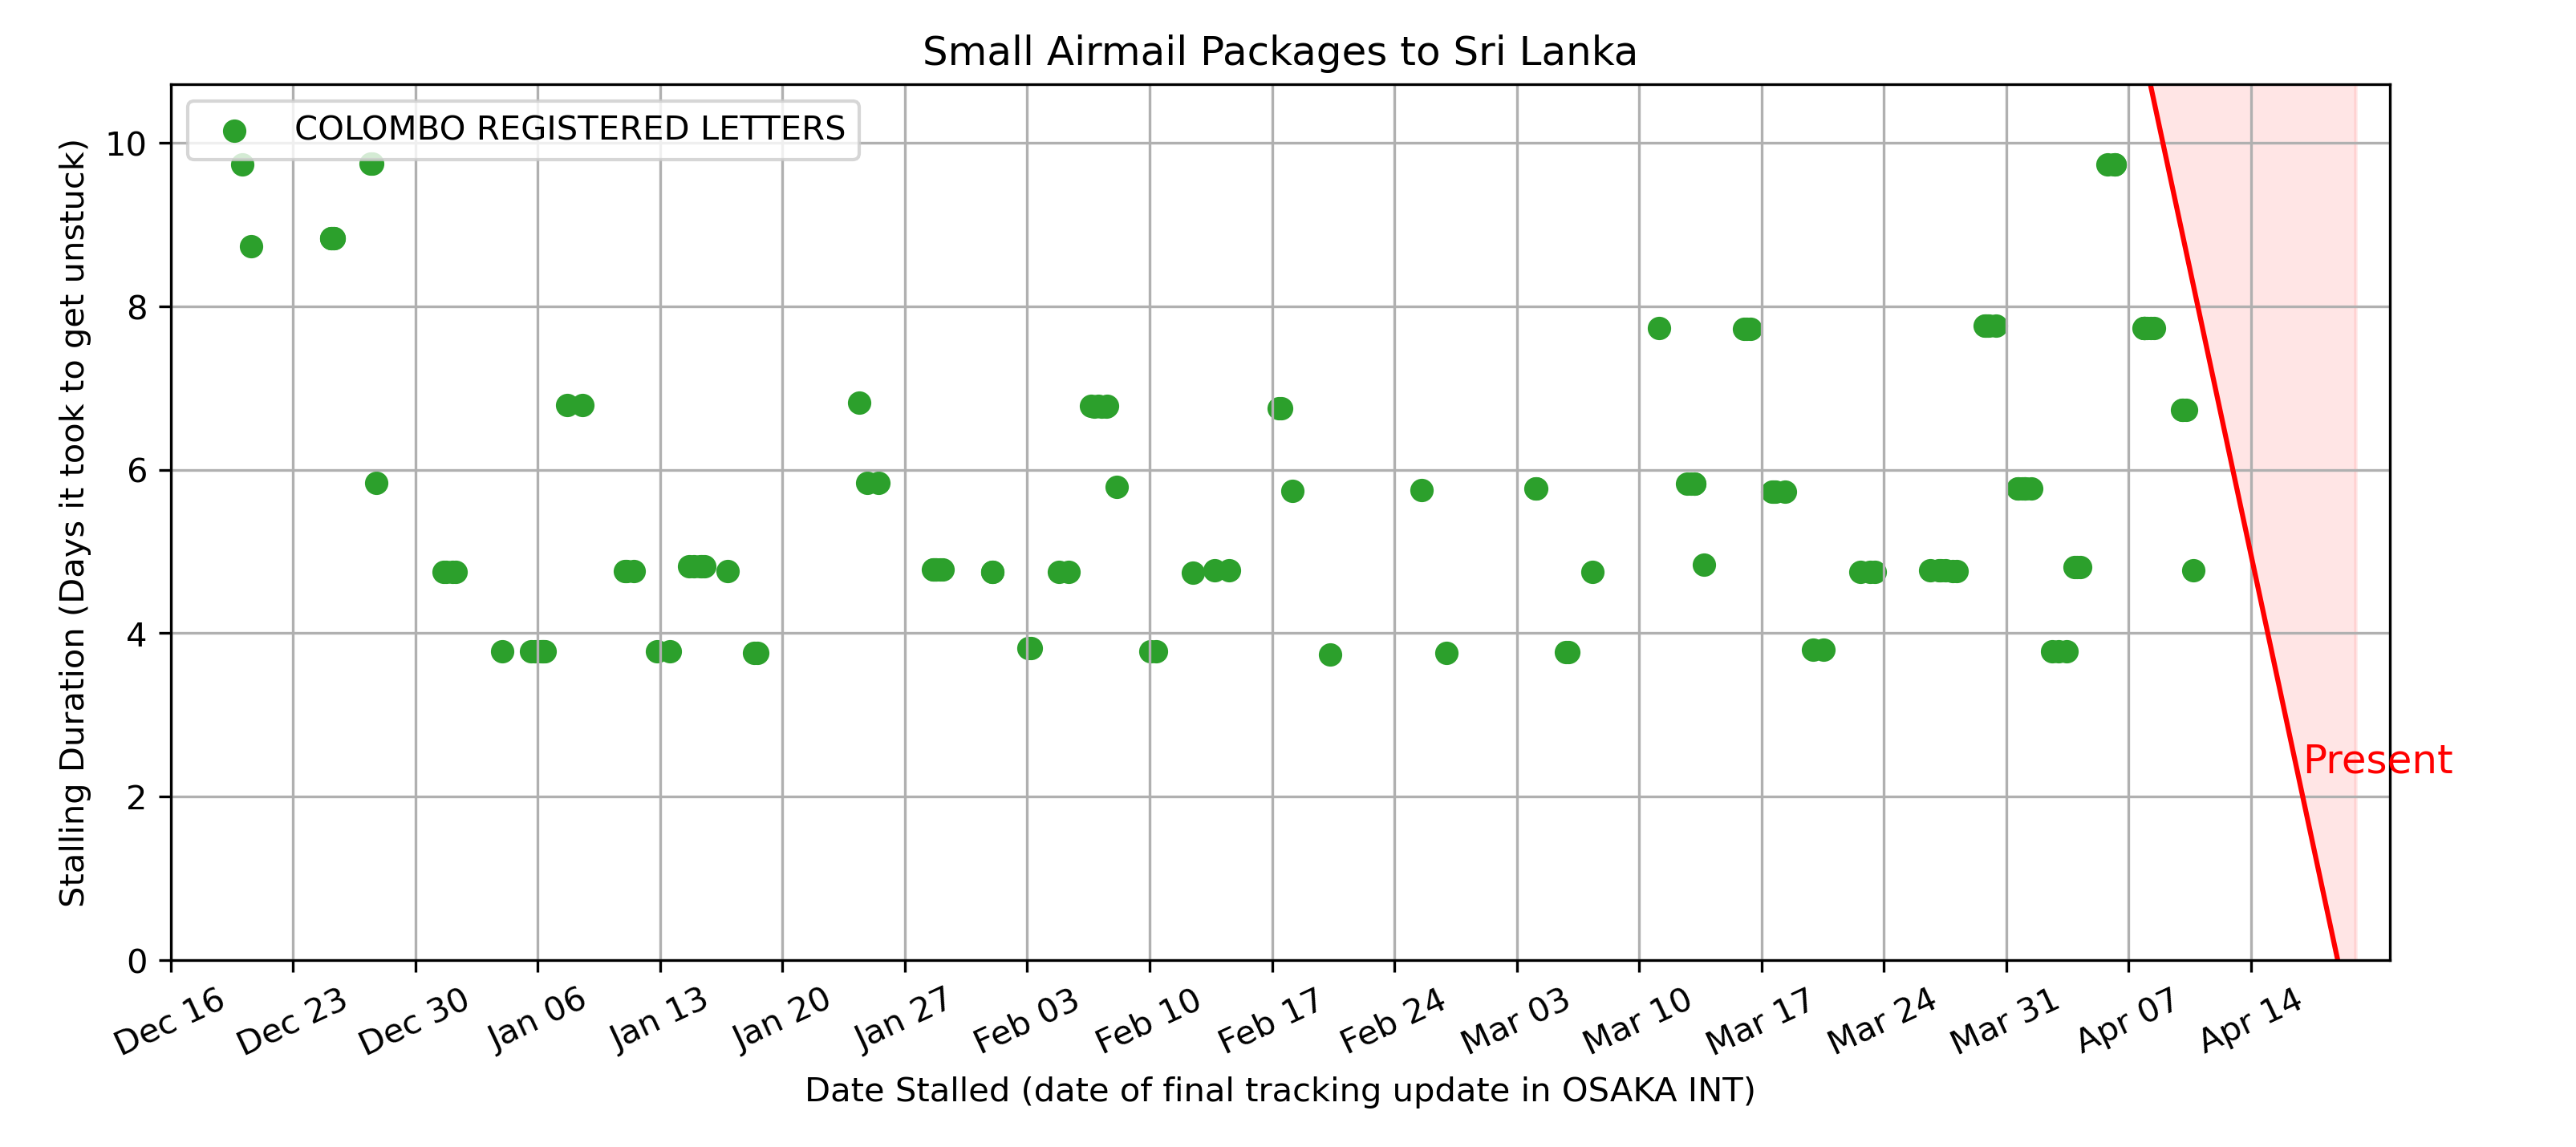 Small Airmail Packages to Sri Lanka
COLOMBO REGISTERED LETTERS
Stalling Duration (Days it took to get unstuck)
10
8
6
4
2
0
Present
Dec 16 Dec 23 Dec 30 Jan 06 Jan 13 Jan 20 Jan 27 Feb 03 Feb 10 Feb 17 Feb 24 Mar 03 Mar 10 Mar 17 Mar 24 Mar 31 Apr 07 Apr 14
Date Stalled (date of final tracking update in OSAKA INT)